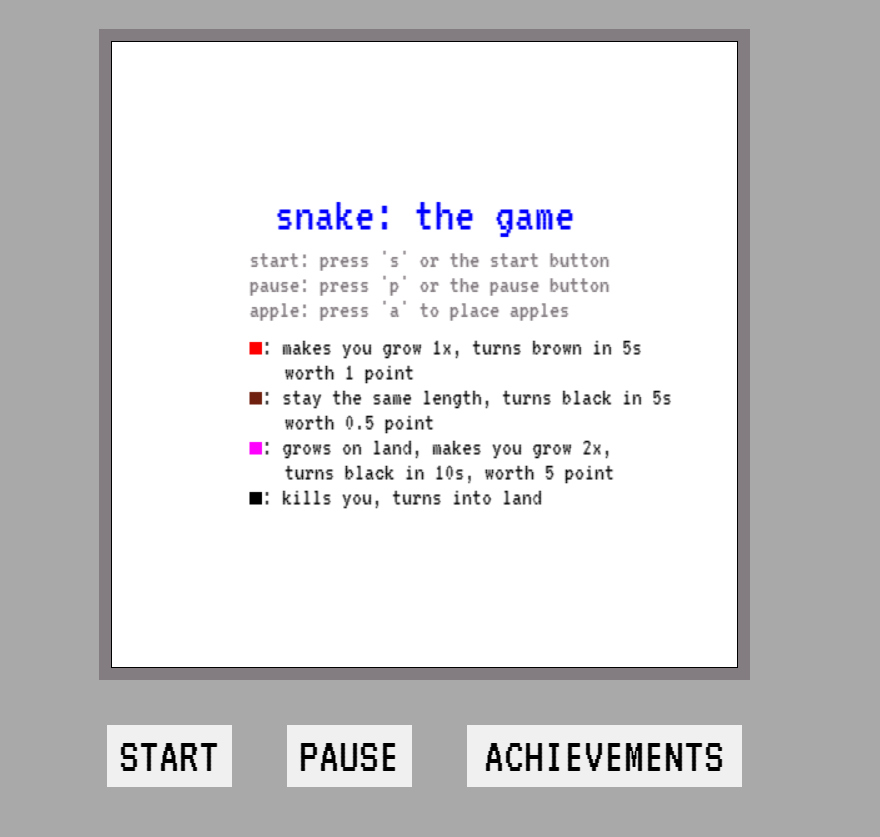 snake: the game
start: press 's' or the start button
pause: press 'p' or the pause button
apple: press 'a' to place apples
: makes you grow 1x, turns brown in 5s
worth 1 point
: stay the same length, turns black in 5s
worth 0.5 point
: grows on land, makes you grow 2x,
turns black in 10s, worth 5 point
: kills you, turns into land
START PAUSE ACHIEVEMENTS